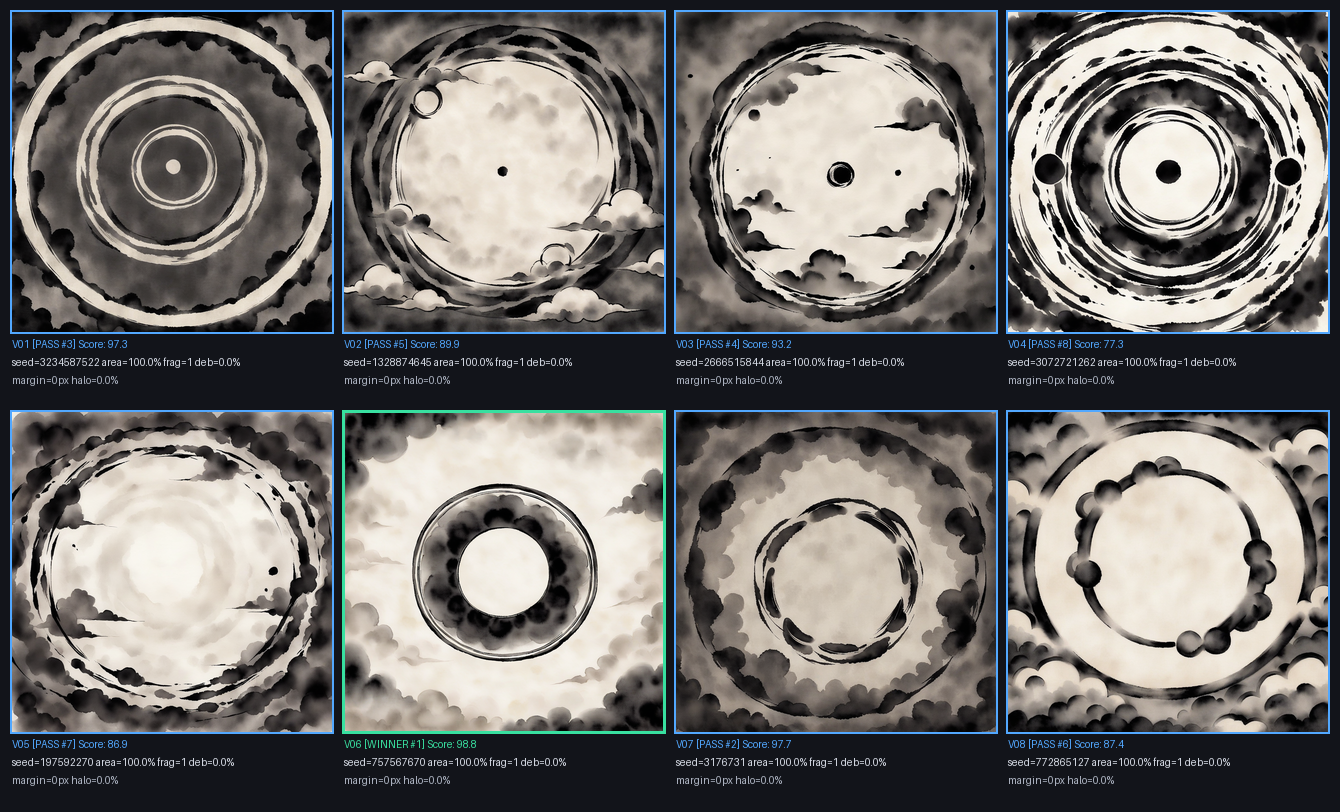 V01 [PASS #3] Score: 97.3
seed=3234587522 area=100.0% frag=1 deb=0.0%
margin=0px halo=0.0%
V02 [PASS #5] Score: 89.9
seed=1328874645 area=100.0% frag=1 deb=0.0%
margin=0px halo=0.0%
V03 [PASS #4] Score: 93.2
seed=2666515844 area=100.0% frag=1 deb=0.0%
margin=0px halo=0.0%
V04 [PASS #8] Score: 77.3
seed=3072721262 area=100.0% frag=1 deb=0.0%
margin=0px halo=0.0%
V05 [PASS #7] Score: 86.9
seed=197592270 area=100.0% frag=1 deb=0.0%
margin=0px halo=0.0%
V06 [WINNER #1] Score: 98.8
seed=757567670 area=100.0% frag=1 deb=0.0%
margin=0px halo=0.0%
V07 [PASS #2] Score: 97.7
seed=3176731 area=100.0% frag=1 deb=0.0%
margin=0px halo=0.0%
V08 [PASS #6] Score: 87.4
seed=772865127 area=100.0% frag=1 deb=0.0%
margin=0px halo=0.0%